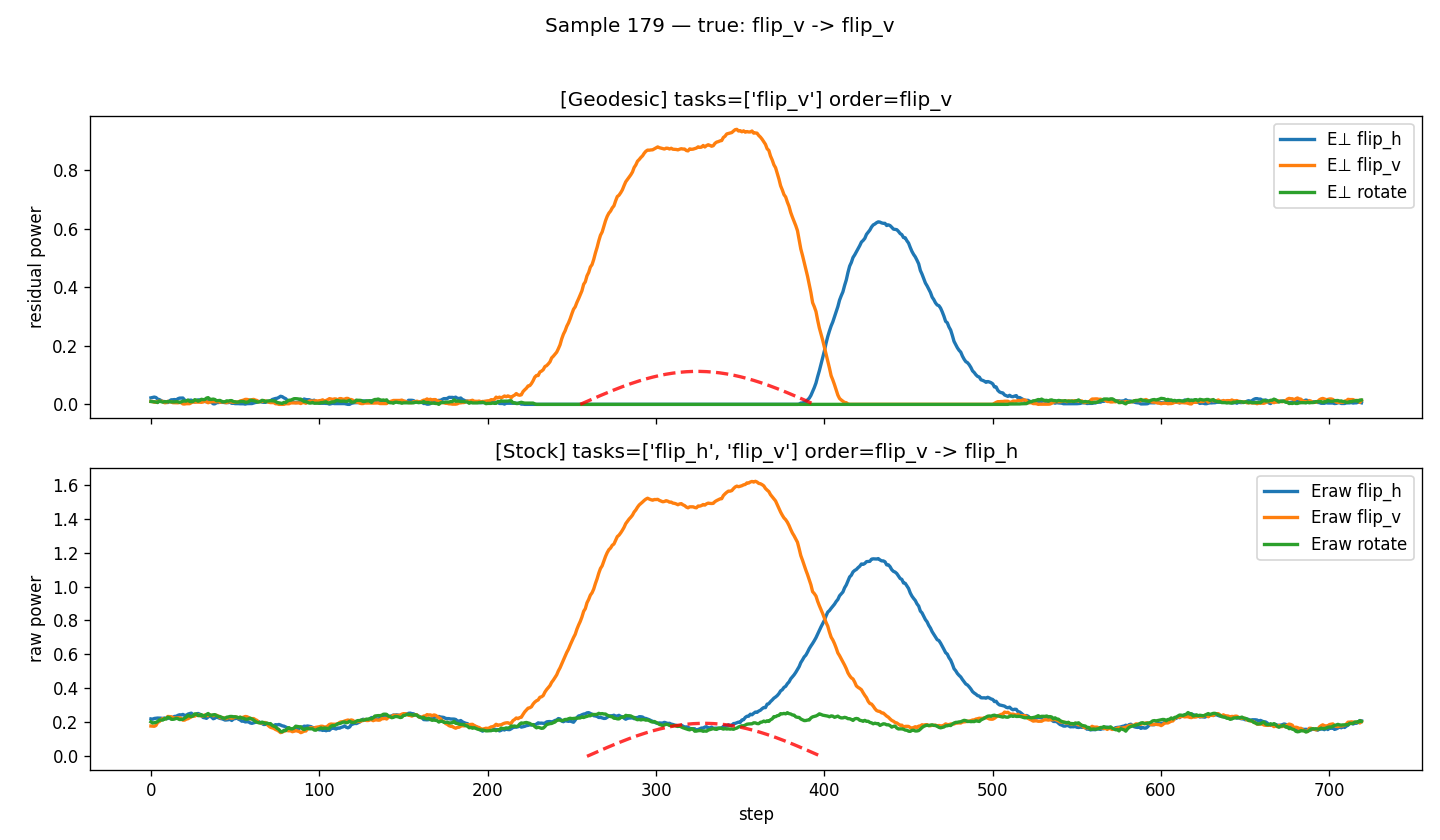 Sample 179 — true: flip_v -> flip_v
[Geodesic] tasks=['flip_v'] order=flip_v
residual power
0.8
0.6
0.4
0.2
0.0
E⊥ flip_h
E⊥ flip_v
E⊥ rotate
[Stock] tasks=['flip_h', 'flip_v'] order=flip_v -> flip_h
raw power
1.6
1.4
1.2
1.0
0.8
0.6
0.4
0.2
0.0
Eraw flip_h
Eraw flip_v
Eraw rotate
0 100 200 300 400 500 600 700
step